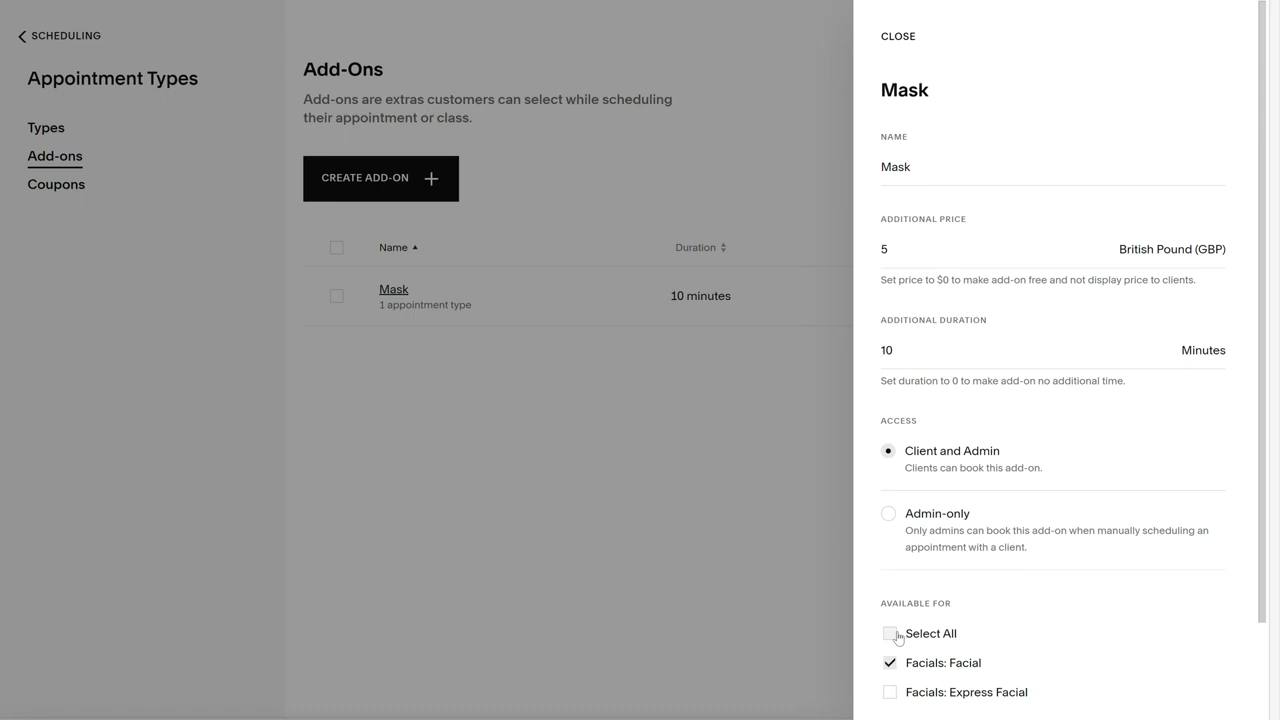 SCHEDULING
Appointment Types
Types
Add-ons
Coupons
Add-Ons
Add-ons are extras customers can select while scheduling
their appointment or class.
CREATE ADD-ON
Name
Duration
Mask
1 appointment type
10 minutes
CLOSE
Mask
NAME
Mask
ADDITIONAL PRICE
5
British Pound (GBP)
Set price to $0 to make add-on free and not display price to clients.
ADDITIONAL DURATION
10
Minutes
Set duration to 0 to make add-on no additional time.
ACCESS
Client and Admin
Clients can book this add-on.
Admin-only
Only admins can book this add-on when manually scheduling an
appointment with a client.
AVAILABLE FOR
Select All
Facials: Facial
Facials: Express Facial